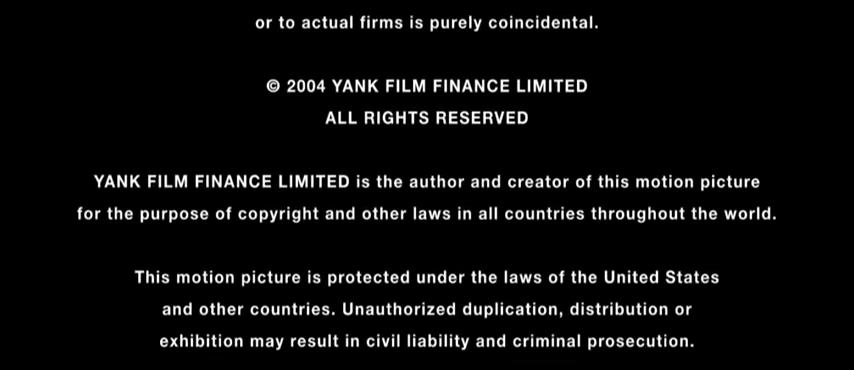 or to actual firms is purely coincidental.
© 2004 YANK FILM FINANCE LIMITED
ALL RIGHTS RESERVED
YANK FILM FINANCE LIMITED is the author and creator of this motion picture
for the purpose of copyright and other laws in all countries throughout the world.
This motion picture is protected under the laws of the United States
and other countries. Unauthorized duplication, distribution or
exhibition may result in civil liability and criminal prosecution.